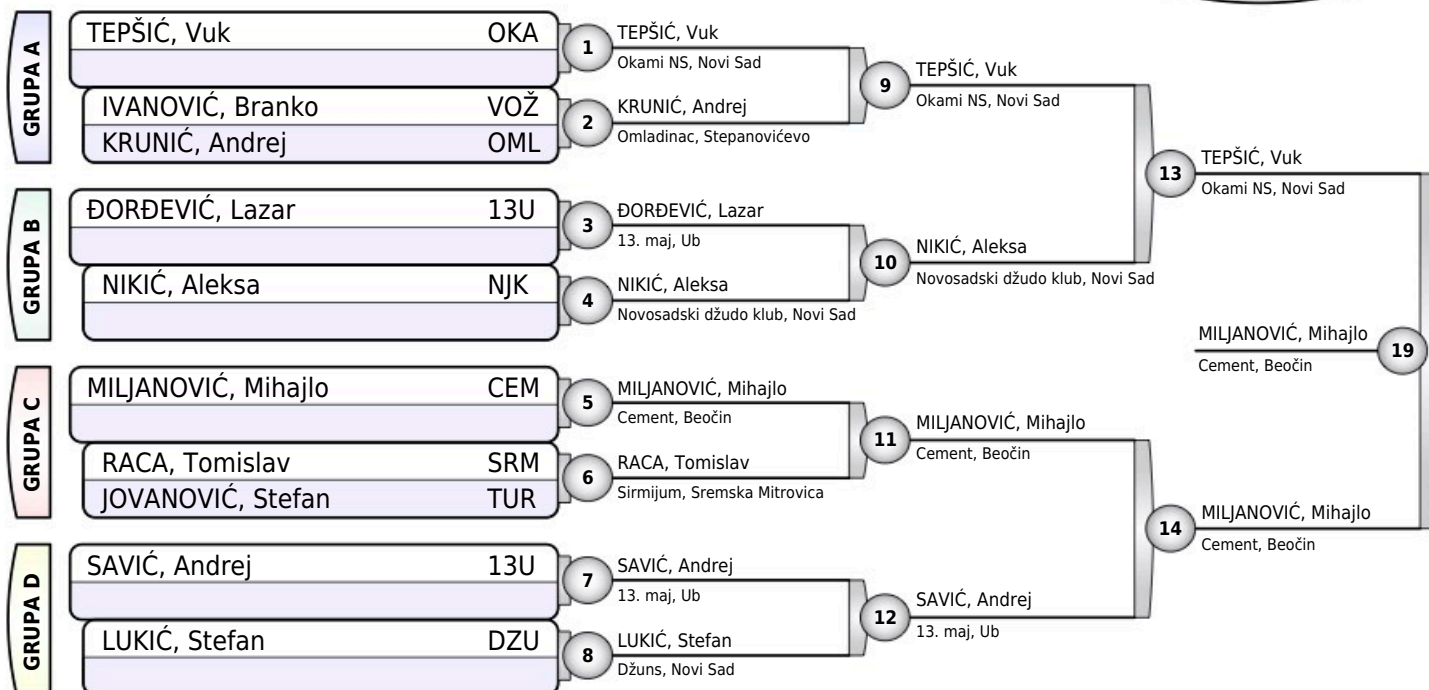 GRUPA A
TEPŠIĆ, Vuk OKA
IVANOVIĆ, Branko VOŽ
KRUNIĆ, Andrej OML
1
TEPŠIĆ, Vuk
Okami NS, Novi Sad
2
KRUNIĆ, Andrej
Omladinac, Stepanovićevo
9
TEPŠIĆ, Vuk
Okami NS, Novi Sad
GRUPA B
ĐORĐEVIĆ, Lazar 13U
NIKIĆ, Aleksa NJK
3
ĐORĐEVIĆ, Lazar
13. maj, Ub
4
NIKIĆ, Aleksa
Novosadski džudo klub, Novi Sad
10
NIKIĆ, Aleksa
Novosadski džudo klub, Novi Sad
13
TEPŠIĆ, Vuk
Okami NS, Novi Sad
GRUPA C
MILJANOVIĆ, Mihajlo CEM
RACA, Tomislav SRM
JOVANOVIĆ, Stefan TUR
5
MILJANOVIĆ, Mihajlo
Cement, Beočin
6
RACA, Tomislav
Sirmijum, Sremska Mitrovica
11
MILJANOVIĆ, Mihajlo
Cement, Beočin
GRUPA D
SAVIĆ, Andrej 13U
LUKIĆ, Stefan DZU
7
SAVIĆ, Andrej
13. maj, Ub
8
LUKIĆ, Stefan
Džuns, Novi Sad
12
SAVIĆ, Andrej
13. maj, Ub
14
MILJANOVIĆ, Mihajlo
Cement, Beočin
MILJANOVIĆ, Mihajlo
Cement, Beočin
19